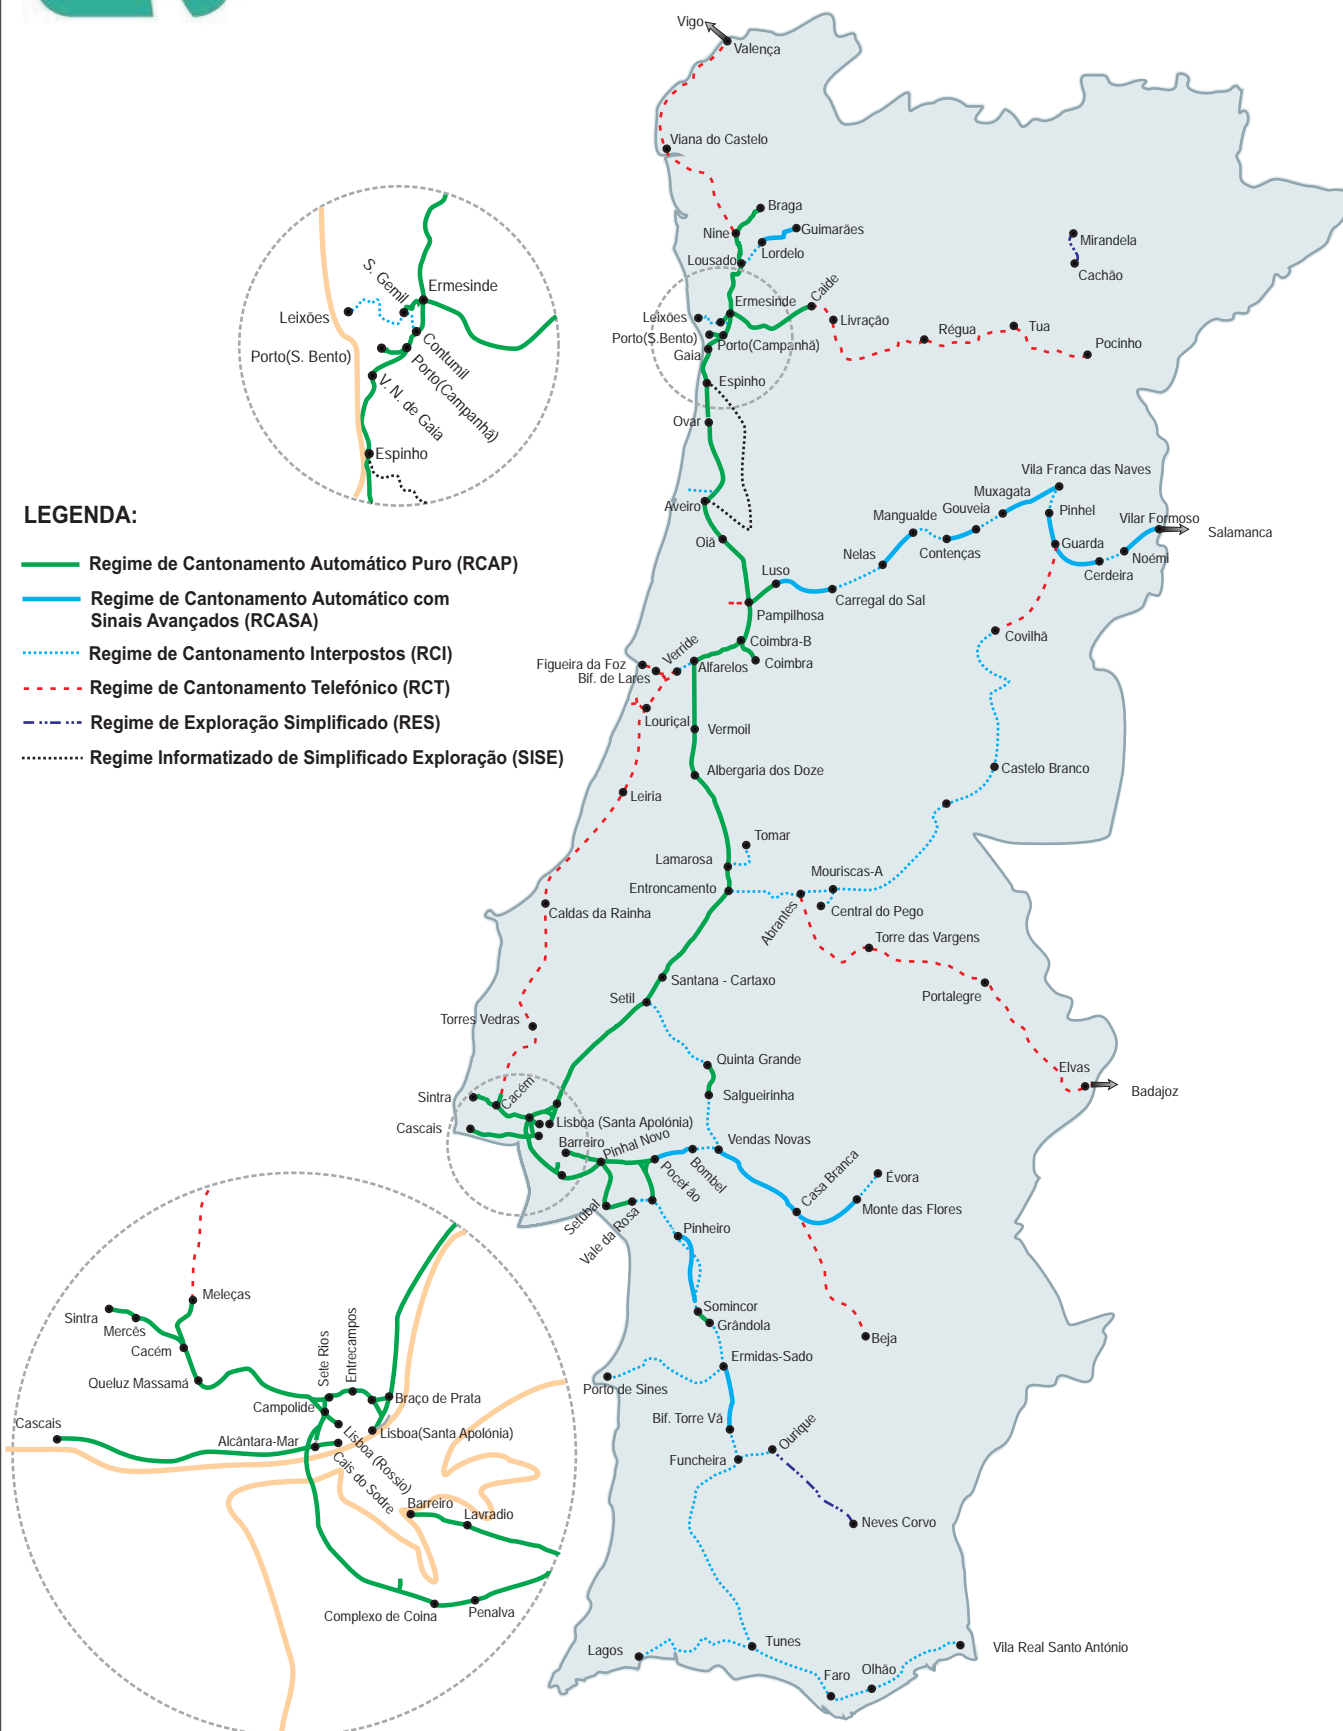 Vigo
Valença
Viana do Castelo
Braga
Nine
Guimarães
Lordelo
Lousado
Mirandela
Cachão
Caide
Ermesinde
Leixões
Livração
Porto(S.Bento)
Porto(Campanhã)
Gaia
Régua
Tua
Pocinho
Espinho
Ovar
Aveiro
Oiã
Vila Franca das Naves
Muxagata
Gouveia
Mangualde
Contenças
Pinhel
Vilar Formoso
Salamanca
Guarda
Noémi
Cerdeira
Nelas
Luso
Carregal do Sal
Pampilhosa
Covilhã
Coimbra-B
Coimbra
Verride
Alfarelos
Figueira da Foz
Bif. de Lares
Louriçal
Vermoil
Albergaria dos Doze
Castelo Branco
Leiria
Tomar
Lamarosa
Entroncamento
Mouriscas-A
Central do Pego
Abrantes
Caldas da Rainha
Torre das Vargens
Portalegre
Santana - Cartaxo
Setil
Torres Vedras
Quinta Grande
Elvas
Badajoz
Salgueirinha
Sintra
Cacém
Cascais
Lisboa (Santa Apolónia)
Barreiro
Pinhal Novo
Vendas Novas
Bombel
Poceirão
Casa Branca
Évora
Monte das Flores
Setúbal
Vale da Rosa
Pinheiro
Somincor
Grândola
Beja
Ermidas-Sado
Porto de Sines
Bif. Torre Vã
Ourique
Funcheira
Neves Corvo
Tunes
Lagos
Faro
Olhão
Vila Real Santo António
S. Gemil
Ermesinde
Leixões
Contumil
Porto(S. Bento)
Porto(Campanhã)
V. N. de Gaia
Espinho
LEGENDA:
Regime de Cantonamento Automático Puro (RCAP)
Regime de Cantonamento Automático com
Sinais Avançados (RCASA)
Regime de Cantonamento Interpostos (RCI)
Regime de Cantonamento Telefónico (RCT)
Regime de Exploração Simplificado (RES)
Regime Informatizado de Simplificado Exploração (SISE)
Meleças
Sintra
Mercês
Cacém
Queluz Massamá
Sete Rios
Entrecampos
Campolide
Braço de Prata
Cascais
Alcântara-Mar
Lisboa(Santa Apolónia)
Lisboa (Rossio)
Cais do Sodre
Barreiro
Lavradio
Complexo de Coina
Penalva